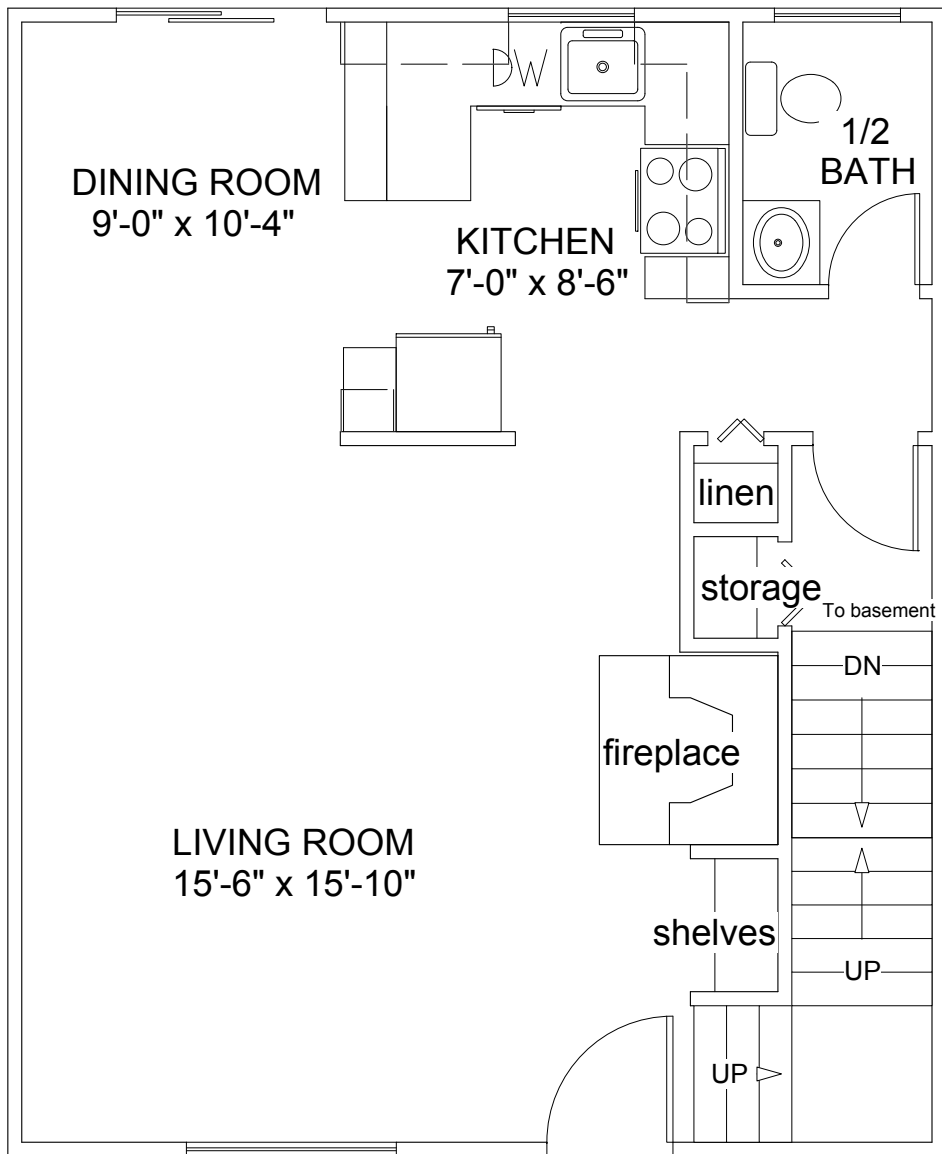 DINING ROOM
9'-0" x 10'-4"
W
1/2
BATH
KITCHEN
7'-0" x 8'-6"
linen
storage
To basement
DN
fireplace
LIVING ROOM
15'-6" x 15'-10"
shelves
UP
UP